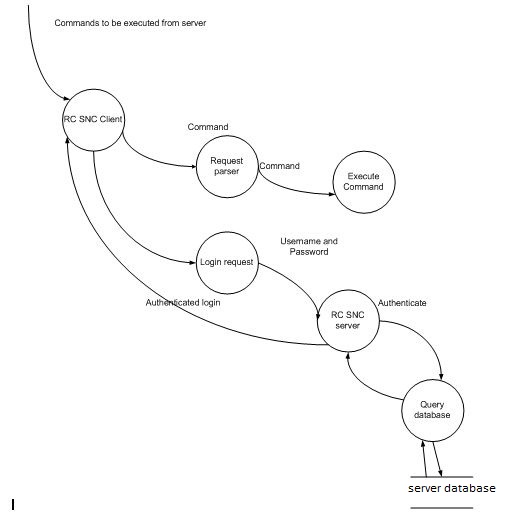 Commands to be executed from server
RC SNC Client
Command
Request
parser
Command
Execute
Command
Login request
Username and
Password
Authenticated login
RC SNC
server
Authenticate
Query
database
server database